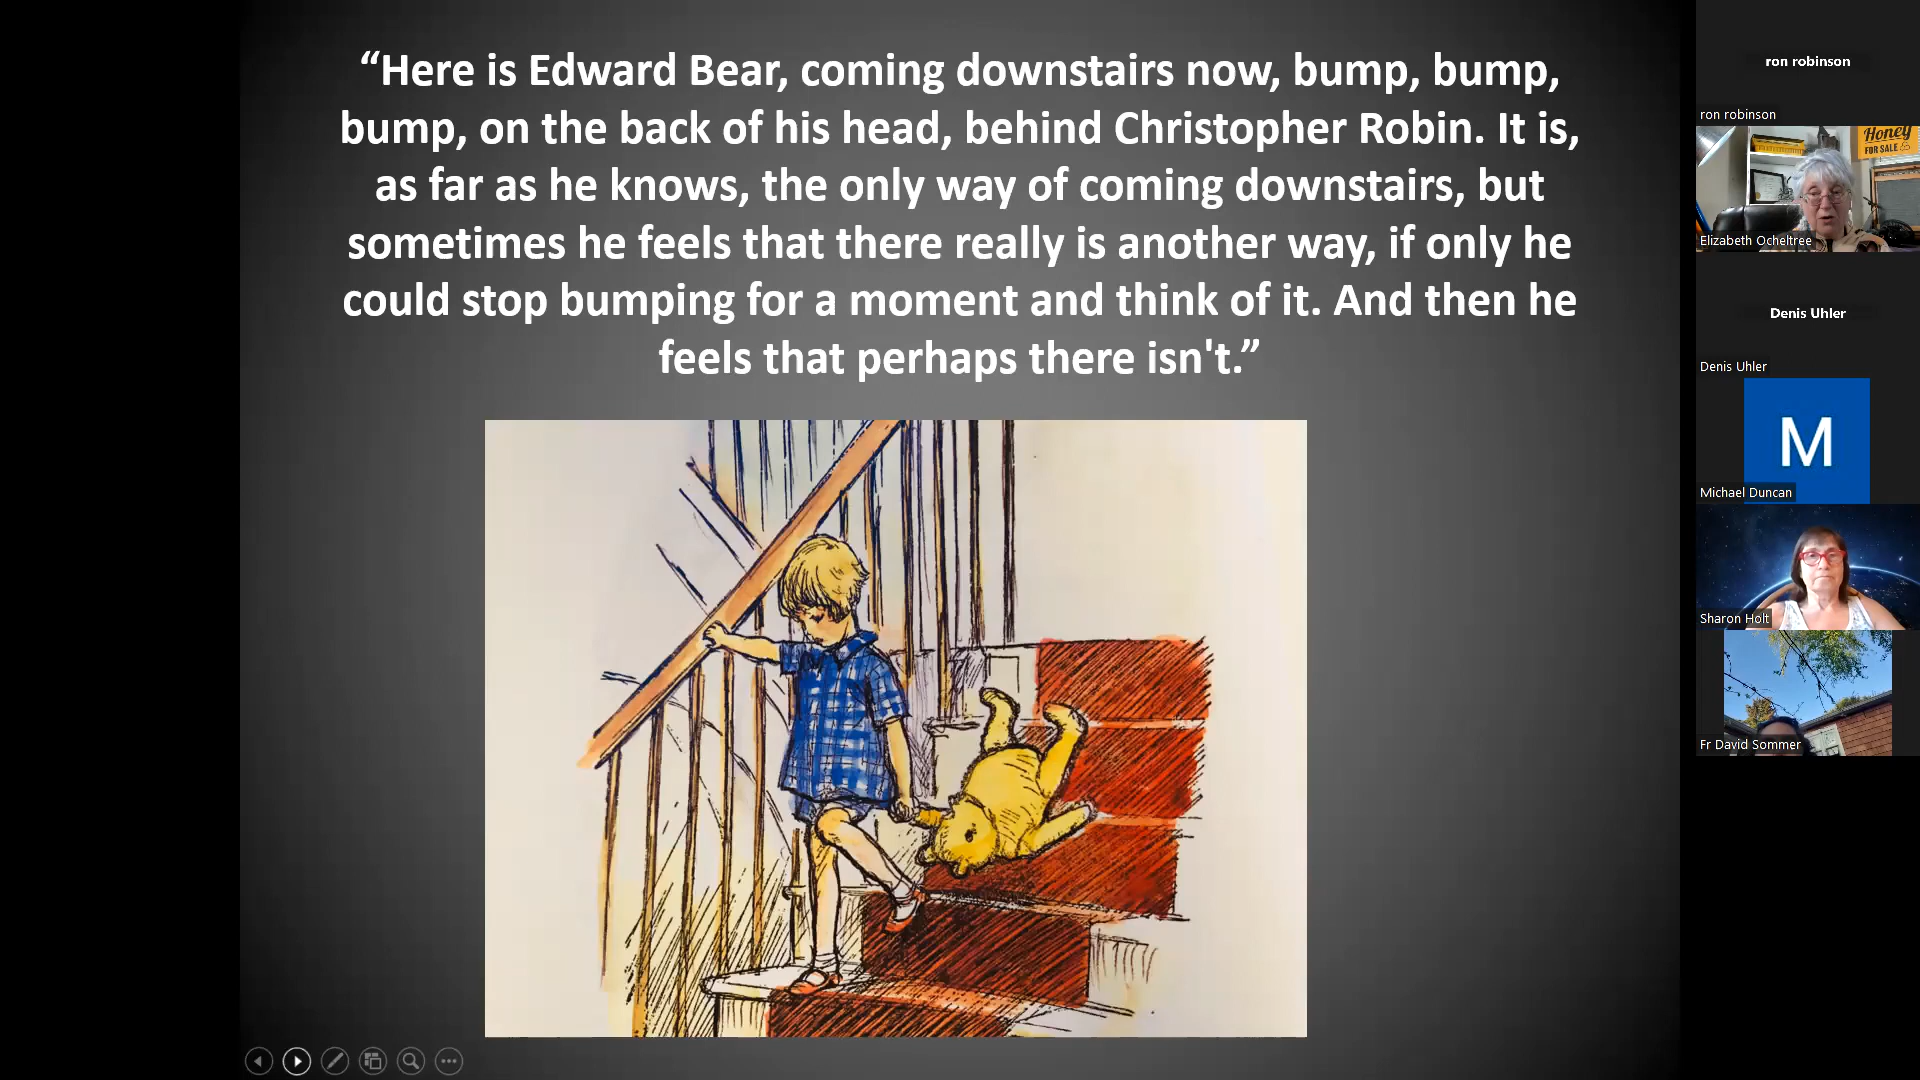 “Here is Edward Bear, coming downstairs now, bump, bump,
bump, on the back of his head, behind Christopher Robin. It is,
as far as he knows, the only way of coming downstairs, but
sometimes he feels that there really is another way, if only he
could stop bumping for a moment and think of it. And then he
feels that perhaps there isn't.”
ron robinson
ron robinson
Honey
FOR SALE
Elizabeth Ocheltree
Denis Uhler
Denis Uhler
M
Michael Duncan
Sharon Holt
Fr David Sommer